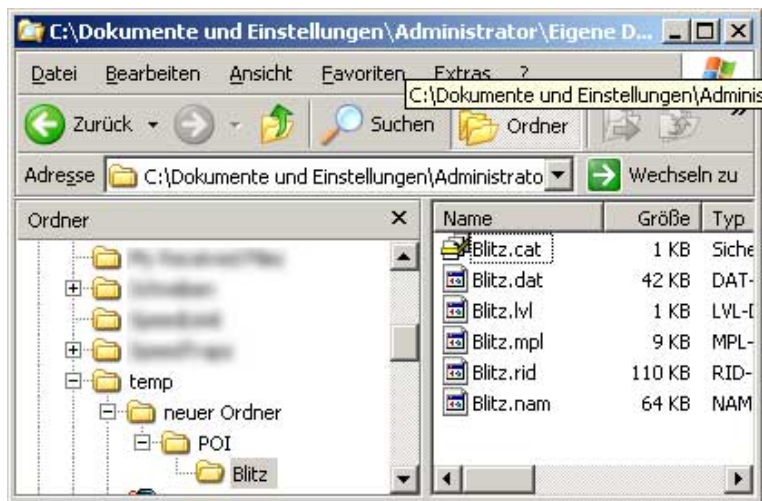 C:\Dokumente und Einstellungen\Administrator\Eigene D...
Datei Bearbeiten Ansicht Favoriten Extras ?
C:\Dokumente und Einstellungen\Adminis
Zurück Suchen Ordner »
Adresse C:\Dokumente und Einstellungen\Administrato Wechseln zu
Ordner x Name Größe Typ
Blitz.cat 1 KB Siche
Blitz.dat 42 KB DAT-
Blitz.lvl 1 KB LVL-D
Blitz.mpl 9 KB MPL-
Blitz.rid 110 KB RID-
Blitz.nam 64 KB NAM
temp
neuer Ordner
POI
Blitz